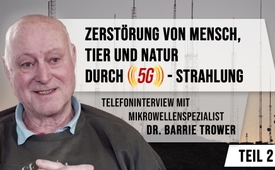 ZERSTÖRUNG VON MENSCH,
TIER UND NATUR
DURCH 5G - STRAHLUNG
TELEFONINTERVIEW MIT
MIKROWELLENSPEZIALIST
DR. BARRIE TROWER
TEIL 2